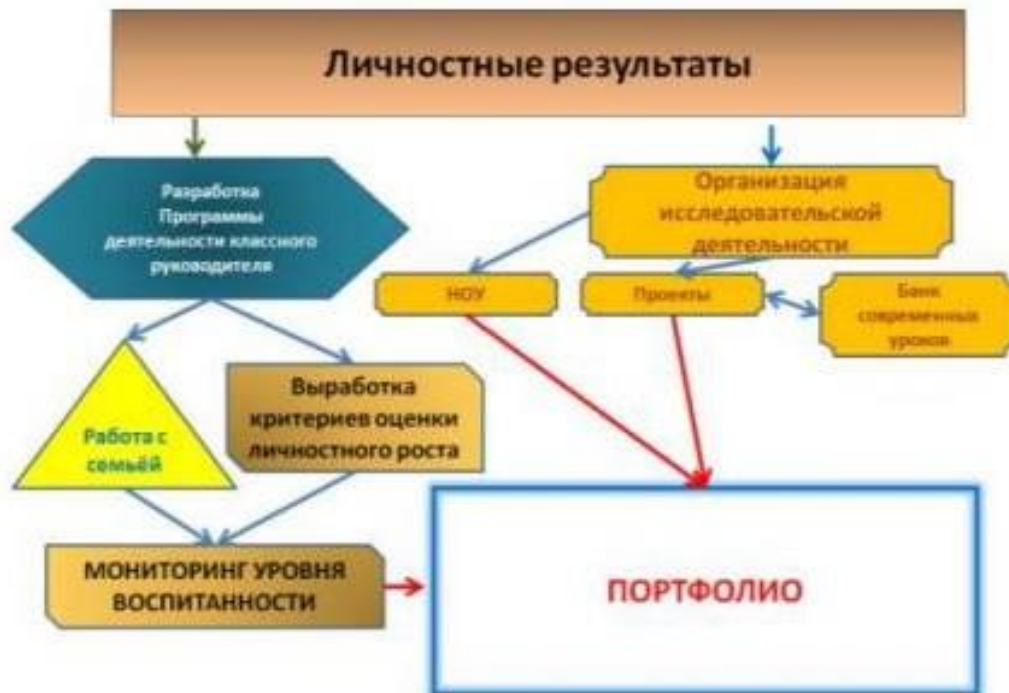 Личностные результаты
Разработка
Программы
деятельности классного
руководителя
Организация
исследовательской
деятельности
НОУ
Проекты
Банк
современных
уроков
Работа с
семьёй
Выработка
критериев оценки
личностного роста
МОНИТОРИНГ УРОВНЯ
ВОСПИТАННОСТИ
ПОРТФОЛИО